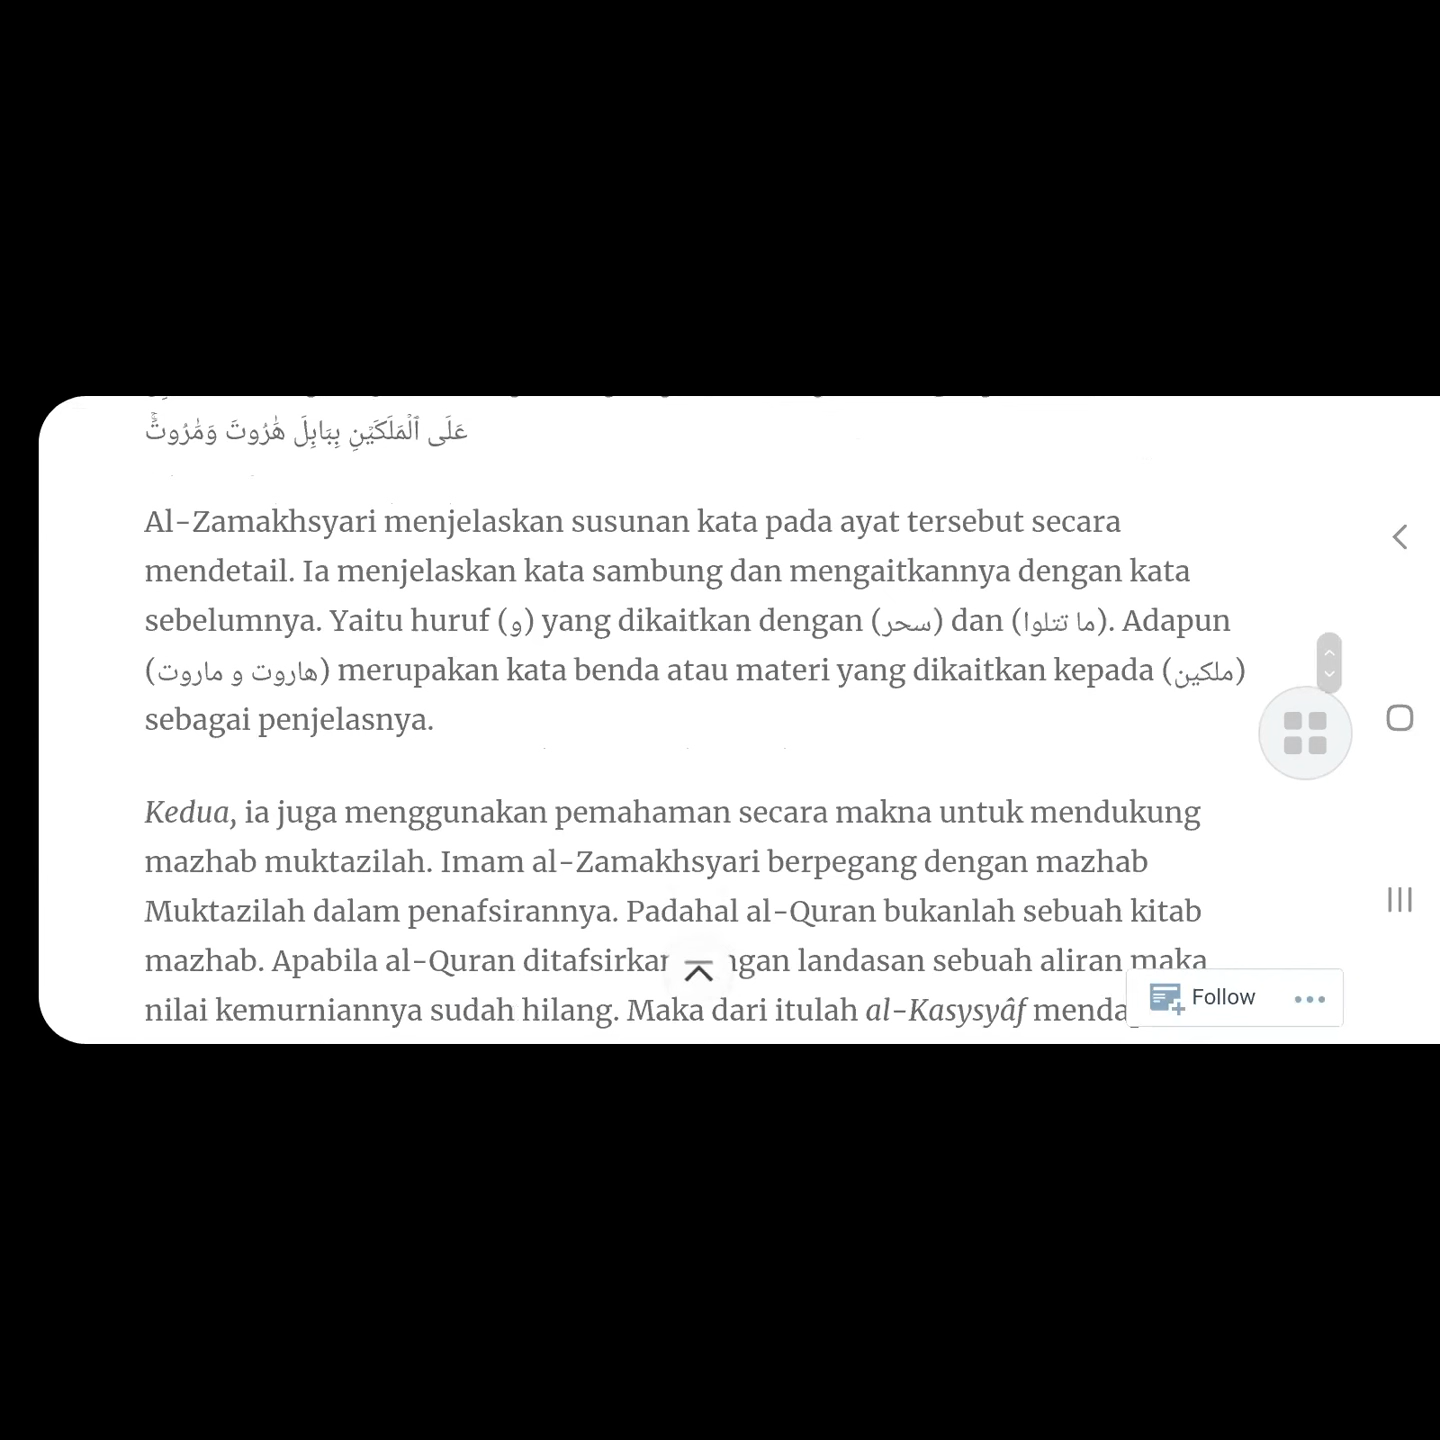 عَلَى ٱلْمَلَكَيْنِ بِبَابِلَ هَٰرُوتَ وَمَٰرُوتَۚ
Al-Zamakhsyari menjelaskan susunan kata pada ayat tersebut secara
mendetail. Ia menjelaskan kata sambung dan mengaitkannya dengan kata
sebelumnya. Yaitu huruf (و) yang dikaitkan dengan (سحر) dan (ما تتلوا). Adapun
(هاروت و ماروت) merupakan kata benda atau materi yang dikaitkan kepada (ملكين)
sebagai penjelasnya.
Kedua, ia juga menggunakan pemahaman secara makna untuk mendukung
mazhab muktazilah. Imam al-Zamakhsyari berpegang dengan mazhab
Muktazilah dalam penafsirannya. Padahal al-Quran bukanlah sebuah kitab
mazhab. Apabila al-Quran ditafsirkan dengan landasan sebuah aliran maka
nilai kemurniannya sudah hilang. Maka dari itulah al-Kasysyâf
Follow